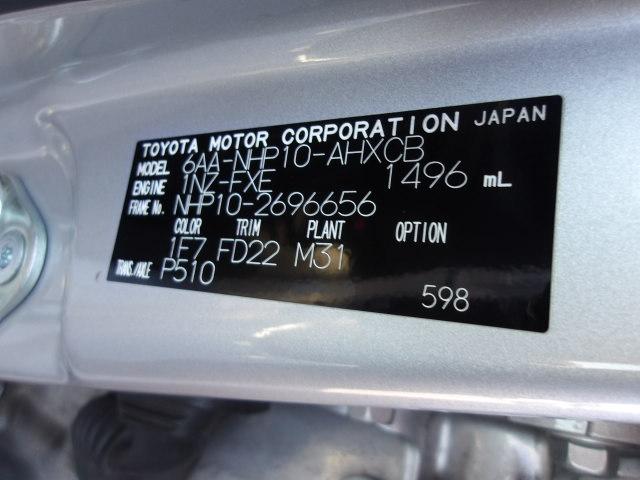 TOYOTA MOTOR CORPORATION JAPAN
MODEL 6AA-NHP10-AHXCB
ENGINE 1NZ-FXE 1496 mL
FRAME No. NHP10-2696656
COLOR TRIM PLANT OPTION
1F7 FD22 M31
TRANS./AXLE P510
598